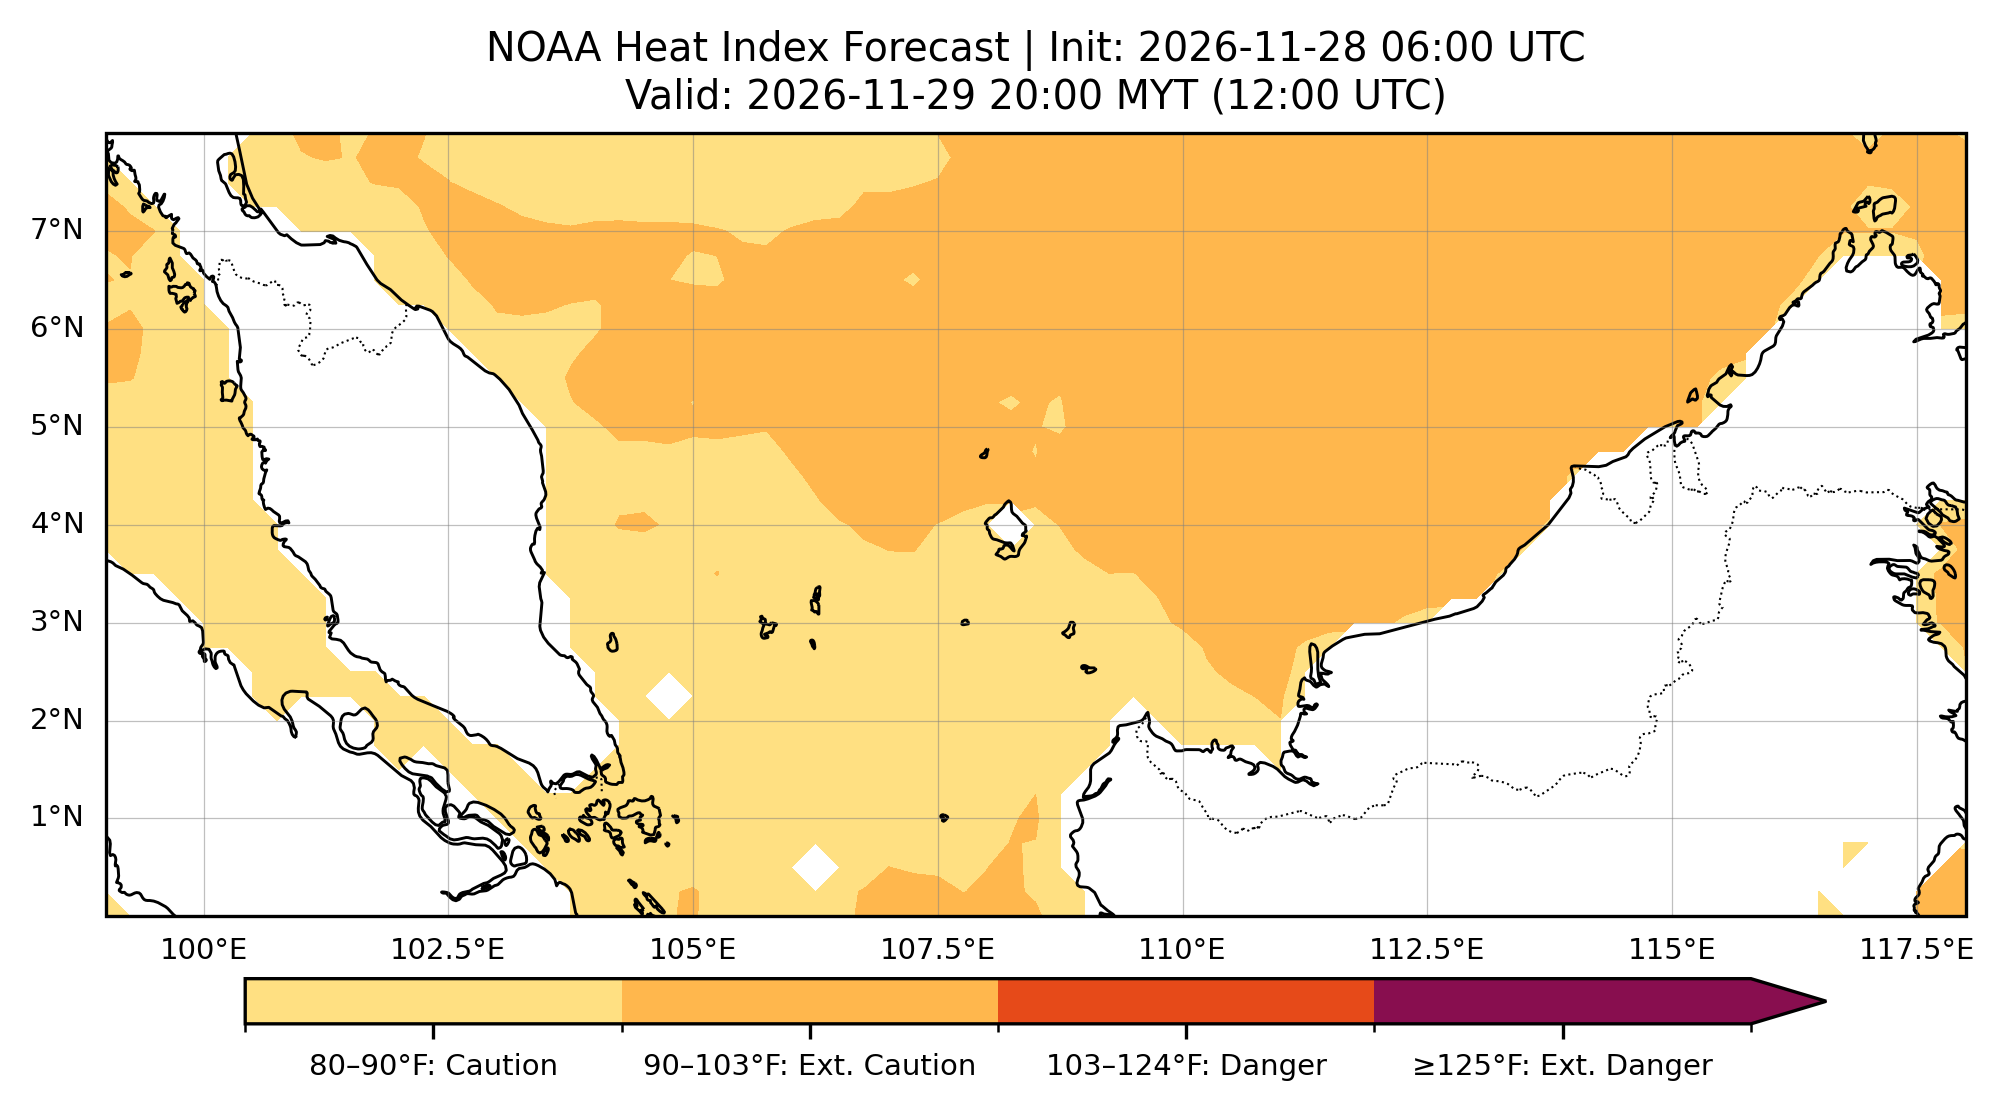 NOAA Heat Index Forecast | Init: 2026-11-28 06:00 UTC
Valid: 2026-11-29 20:00 MYT (12:00 UTC)
7°N
6°N
5°N
4°N
3°N
2°N
1°N
100°E 102.5°E 105°E 107.5°E 110°E 112.5°E 115°E 117.5°E
80–90°F: Caution 90–103°F: Ext. Caution 103–124°F: Danger ≥125°F: Ext. Danger